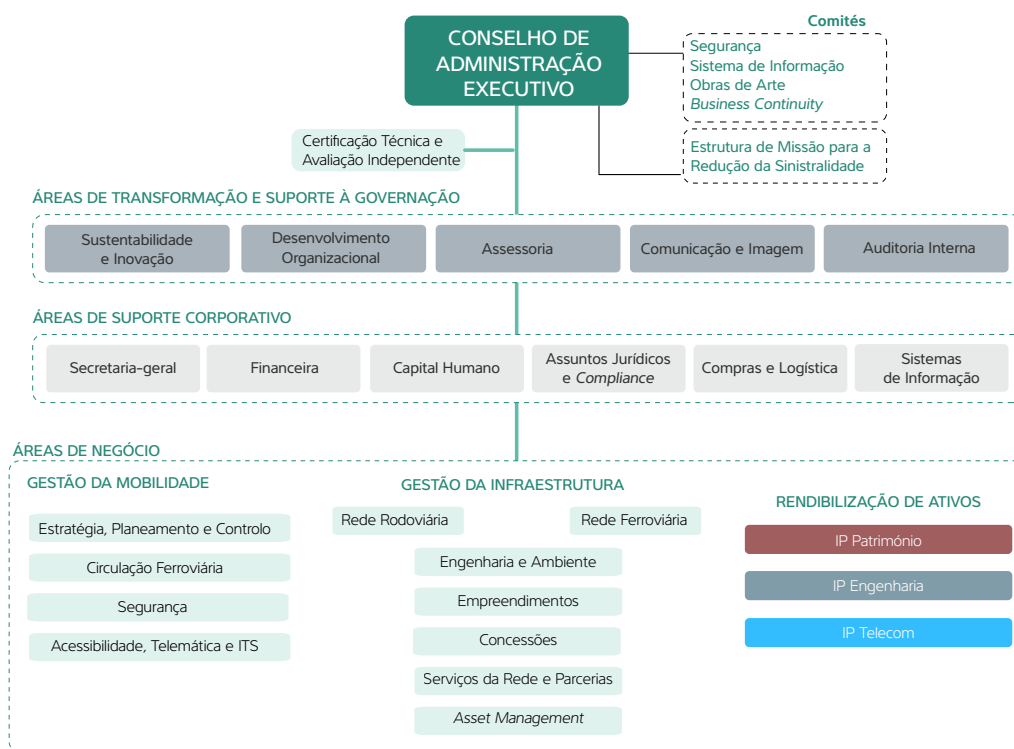 CONSELHO DE
ADMINISTRAÇÃO
EXECUTIVO
Comités
Segurança
Sistema de Informação
Obras de Arte
Business Continuity
Estrutura de Missão para a
Redução da Sinistralidade
Certificação Técnica e
Avaliação Independente
ÁREAS DE TRANSFORMAÇÃO E SUPORTE À GOVERNAÇÃO
Sustentabilidade
e Inovação
Desenvolvimento
Organizacional
Assessoria
Comunicação e Imagem
Auditoria Interna
ÁREAS DE SUPORTE CORPORATIVO
Secretaria-geral
Financeira
Capital Humano
Assuntos Jurídicos
e Compliance
Compras e Logística
Sistemas
de Informação
ÁREAS DE NEGÓCIO
GESTÃO DA MOBILIDADE
Estratégia, Planeamento e Controlo
Circulação Ferroviária
Segurança
Acessibilidade, Telemática e ITS
GESTÃO DA INFRAESTRUTURA
Rede Rodoviária
Rede Ferroviária
Engenharia e Ambiente
Empreendimentos
Concessões
Serviços da Rede e Parcerias
Asset Management
RENDIBILIZAÇÃO DE ATIVOS
IP Património
IP Engenharia
IP Telecom